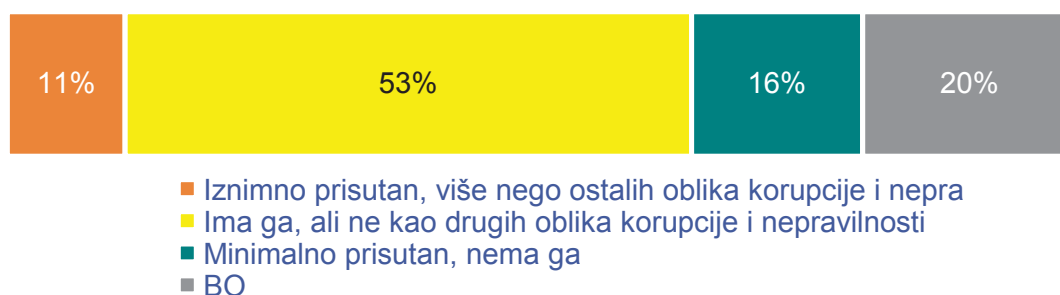 11% 53% 16% 20%
Iznimno prisutan, više nego ostalih oblika korupcije i nepra
Ima ga, ali ne kao drugih oblika korupcije i nepravilnosti
Minimalno prisutan, nema ga
BO